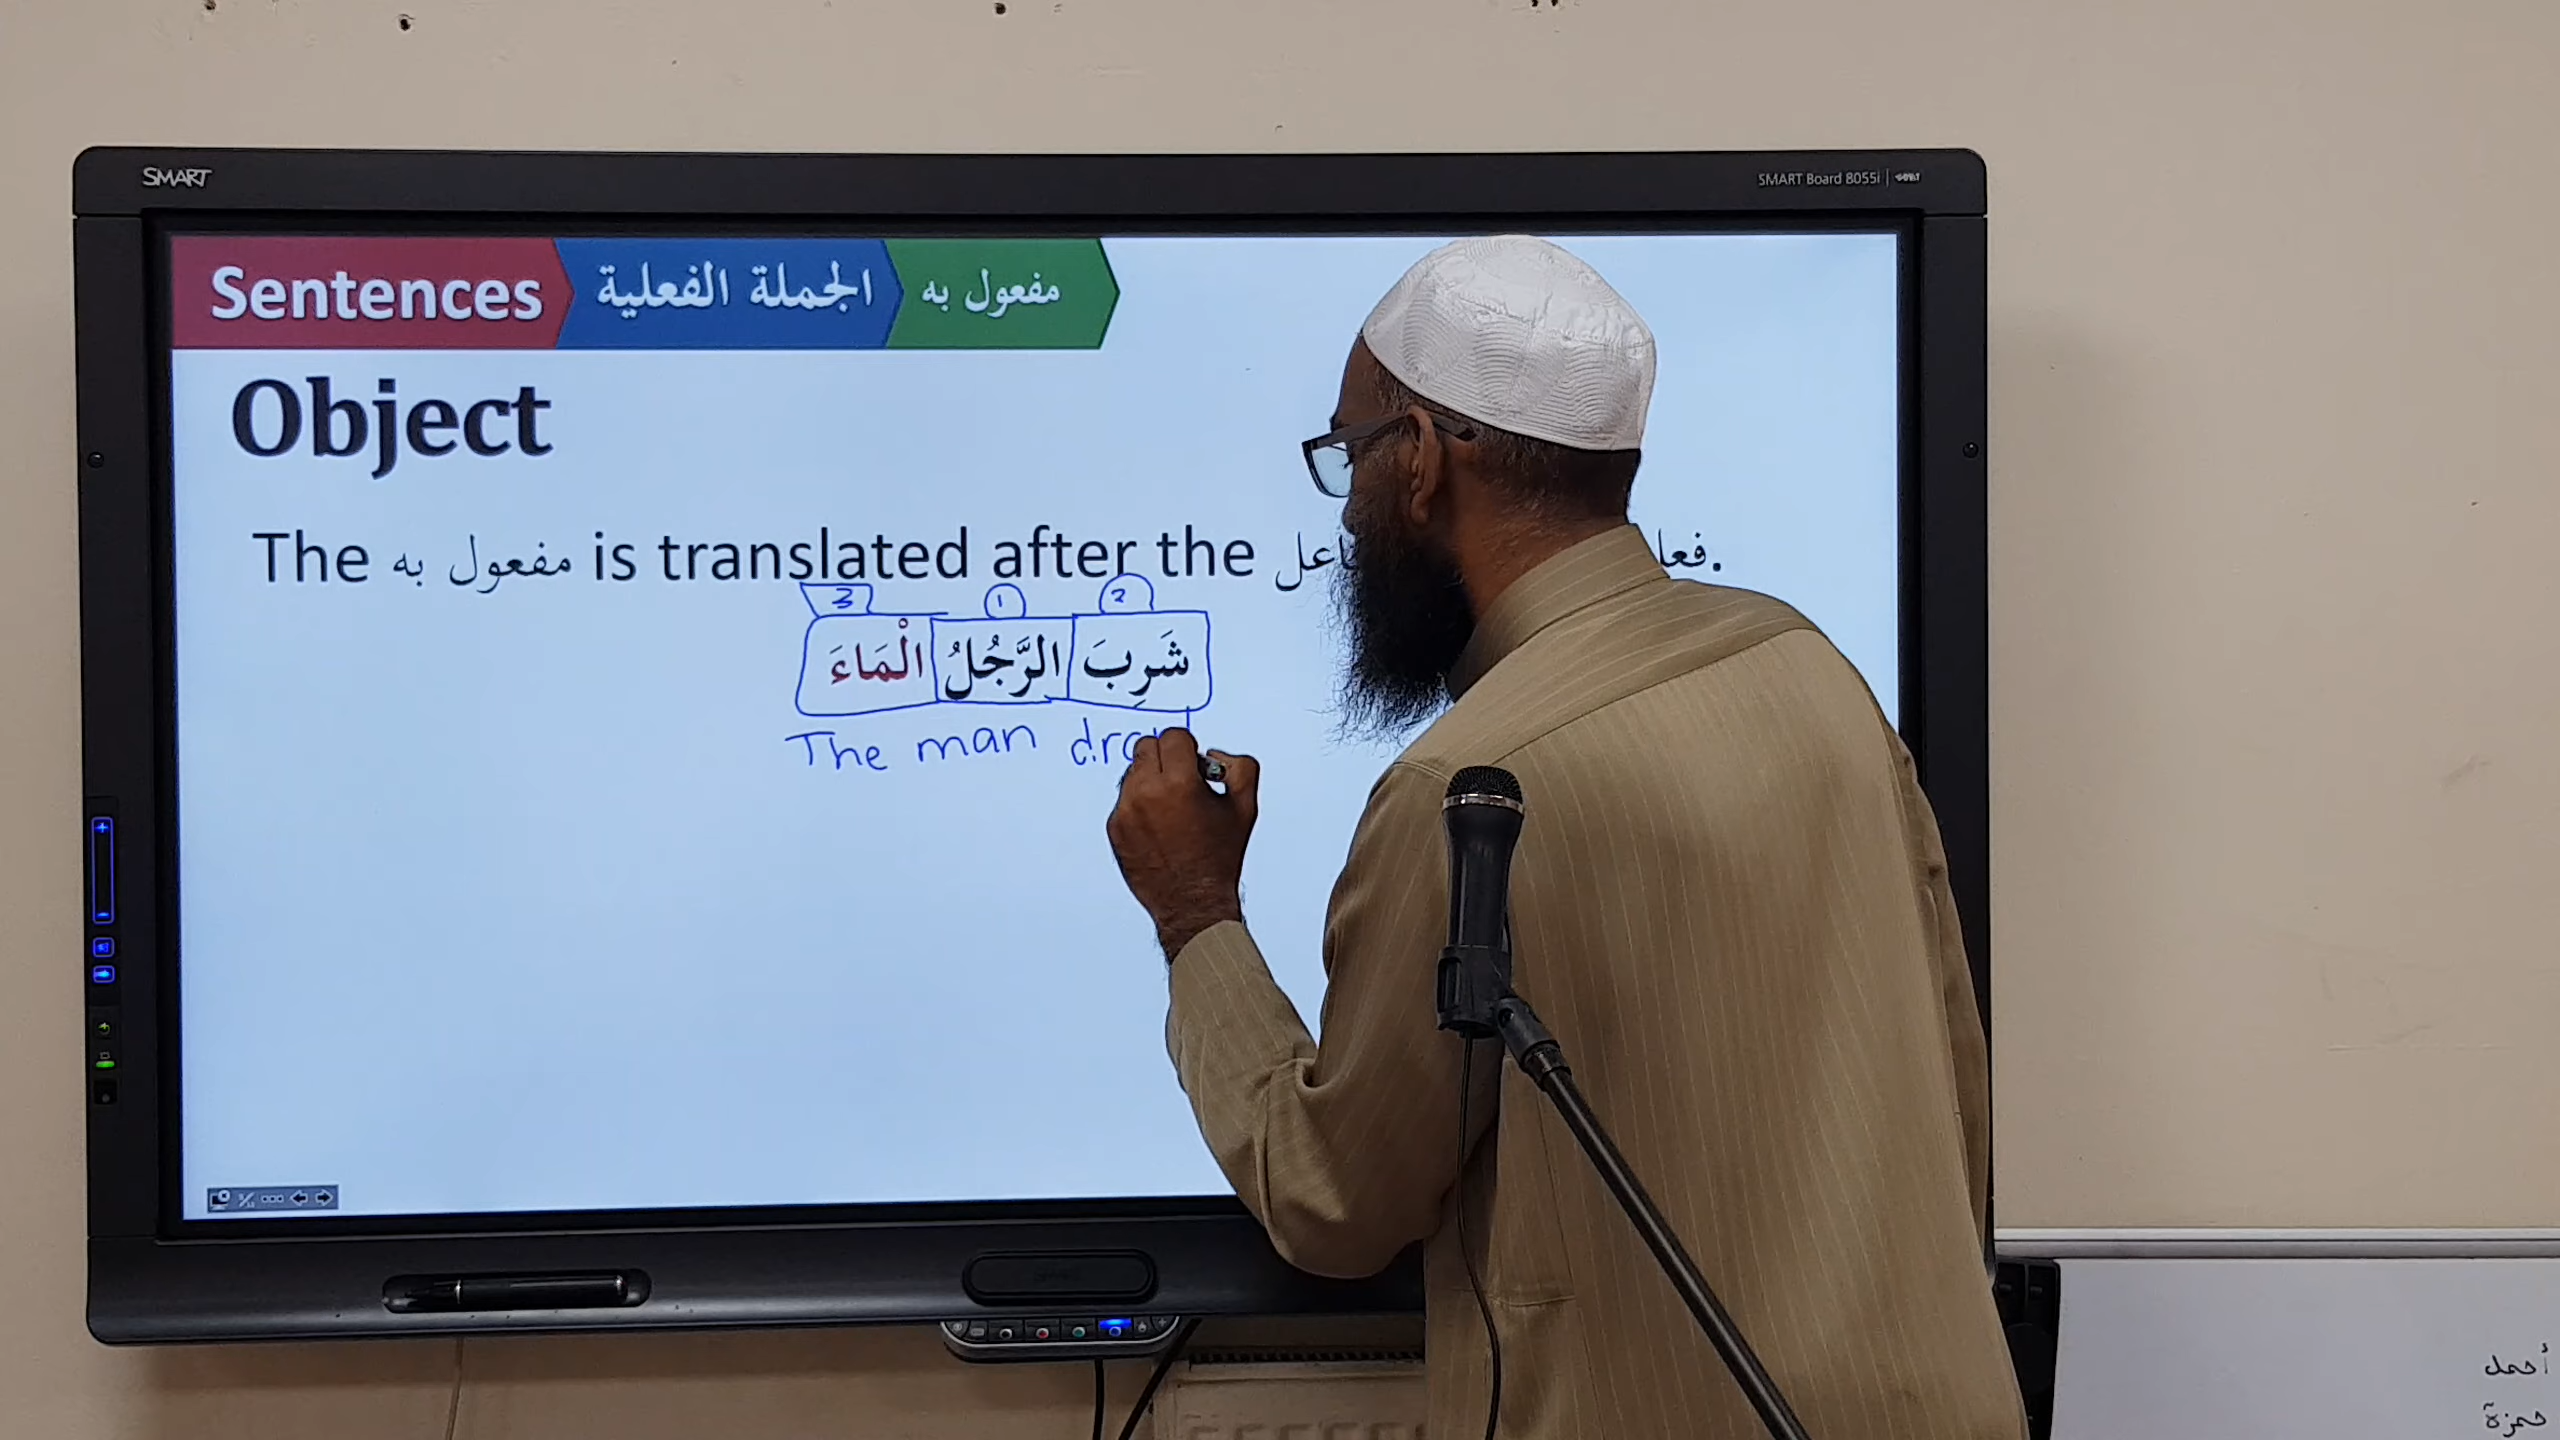 SMART
SMART Board 8055i
Sentences الجملة الفعلية مفعول به
Object
The مفعول به is translated after the فعل.
3 1 2
شَرِبَ الرَّجُلُ الْمَاءَ
The man
أحمد
حمزة